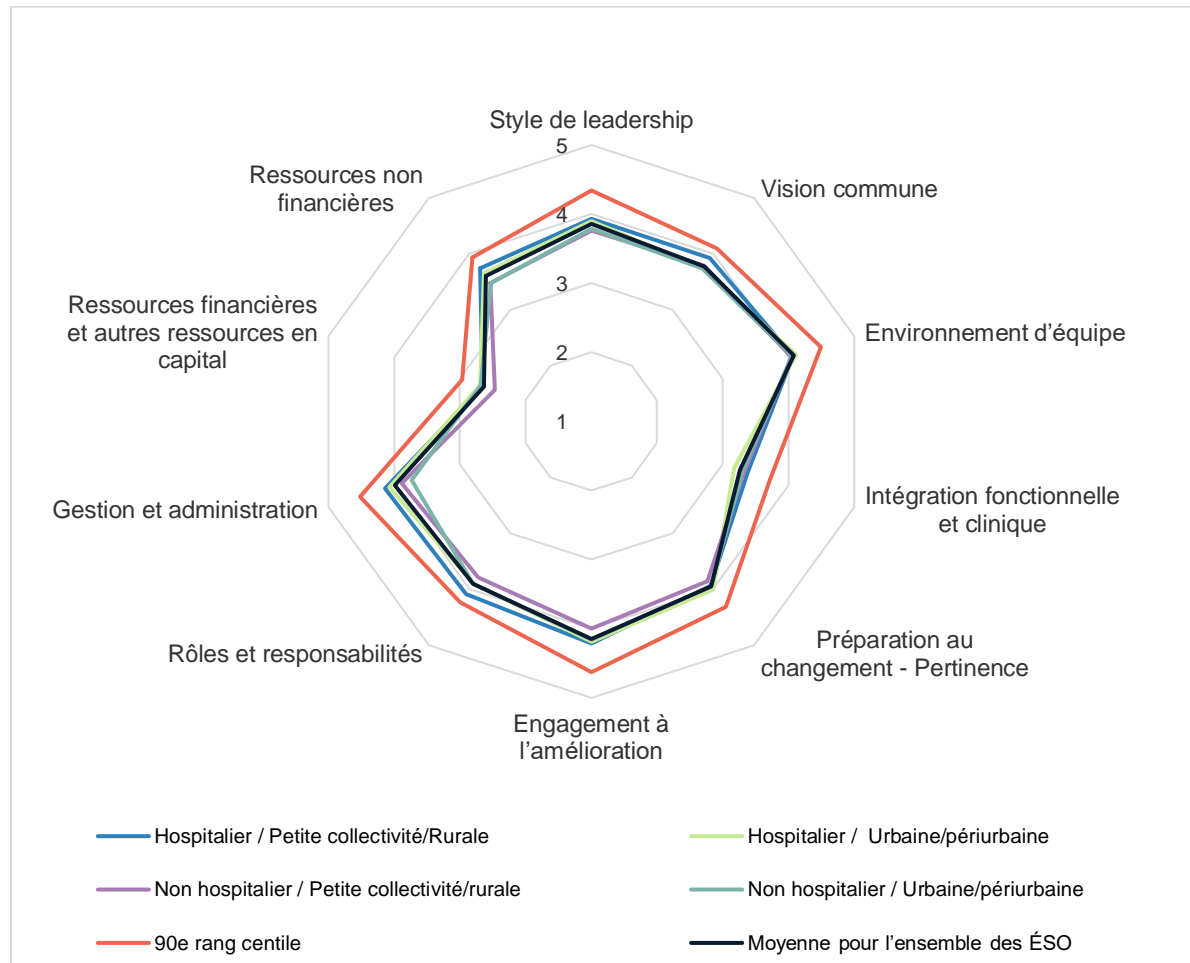 Style de leadership
5
Ressources non
financières
Vision commune
4
3
Ressources financières
et autres ressources en
capital
Environnement d’équipe
2
1
Gestion et administration
Intégration fonctionnelle
et clinique
Rôles et responsabilités
Préparation au
changement - Pertinence
Engagement à
l’amélioration
Hospitalier / Petite collectivité/Rurale
Hospitalier / Urbaine/périurbaine
Non hospitalier / Petite collectivité/rurale
Non hospitalier / Urbaine/périurbaine
90e rang centile
Moyenne pour l’ensemble des ÉSO